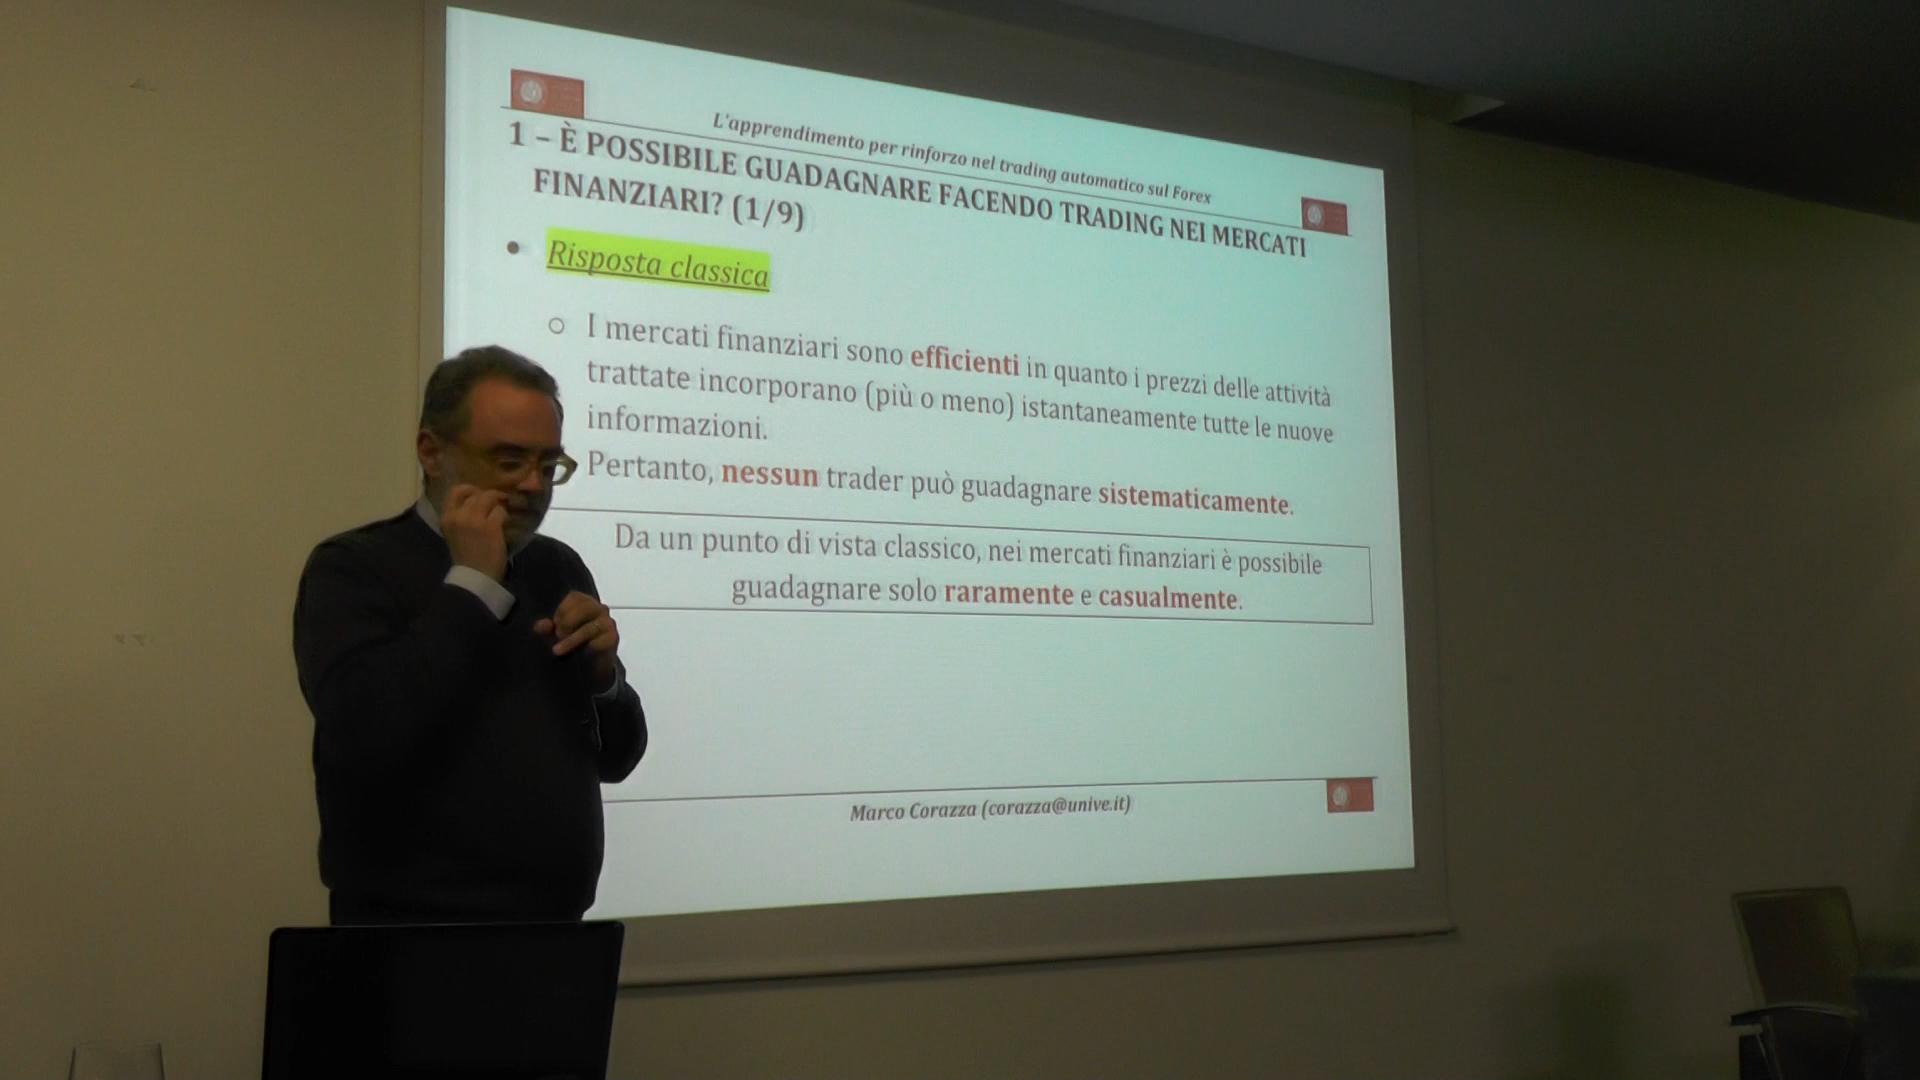 L'apprendimento per rinforzo nel trading automatico sul Forex
1 – È POSSIBILE GUADAGNARE FACENDO TRADING NEI MERCATI
FINANZIARI? (1/9)
• Risposta classica
○ I mercati finanziari sono efficienti in quanto i prezzi delle attività
trattate incorporano (più o meno) istantaneamente tutte le nuove
informazioni.
Pertanto, nessun trader può guadagnare sistematicamente.
Da un punto di vista classico, nei mercati finanziari è possibile
guadagnare solo raramente e casualmente.
Marco Corazza (corazza@unive.it)